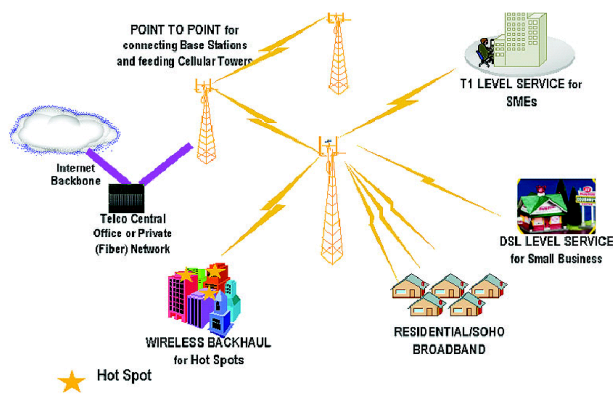 POINT TO POINT for
connecting Base Stations
and feeding Cellular Towers
T1 LEVEL SERVICE for
SMEs
Internet
Backbone
Telco Central
Office or Private
(Fiber) Network
DSL LEVEL SERVICE
for Small Business
WIRELESS BACKHAUL
for Hot Spots
RESIDENTIAL/SOHO
BROADBAND
Hot Spot